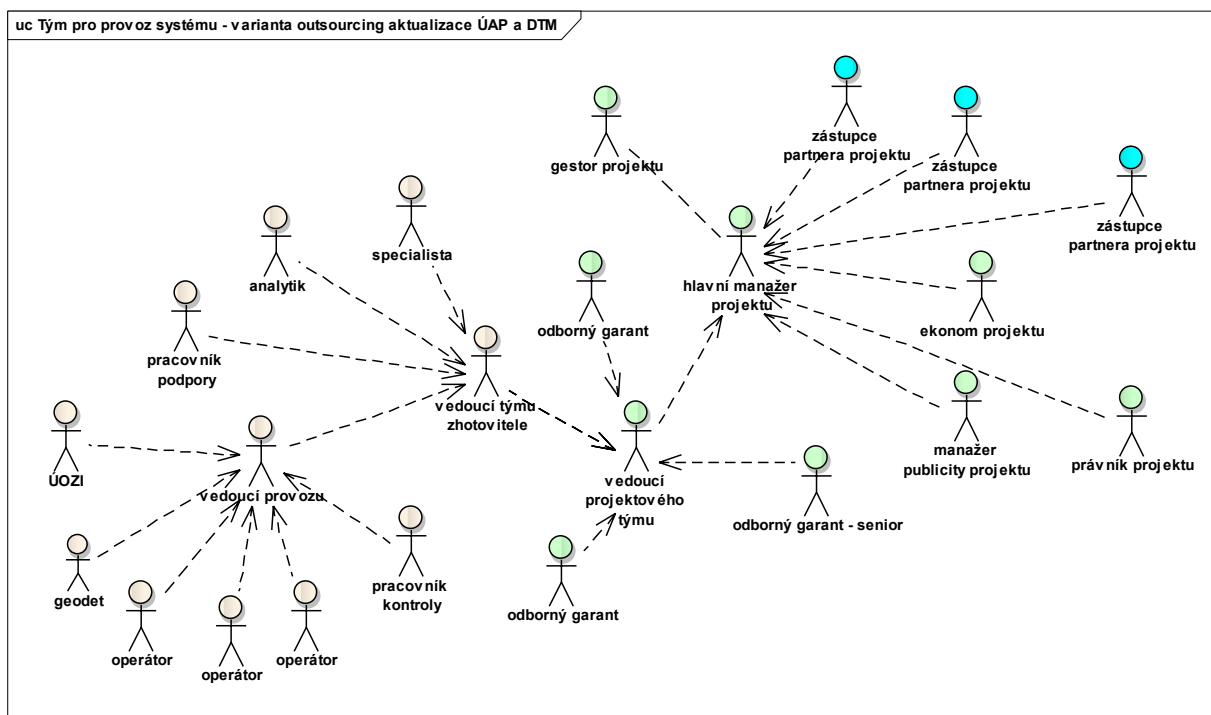 uc Tým pro provoz systému - varianta outsourcing aktualizace ÚAP a DTM
zástupce
partnera projektu
zástupce
partnera projektu
zástupce
partnera projektu
gestor projektu
specialista
analytik
odborný garant
hlavní manažer
projektu
ekonom projektu
pracovník
podpory
vedoucí týmu
zhotovitele
manažer
publicity projektu
právník projektu
ÚOZI
vedoucí provozu
vedoucí
projektového
týmu
odborný garant - senior
geodet
pracovník
kontroly
odborný garant
operátor
operátor
operátor